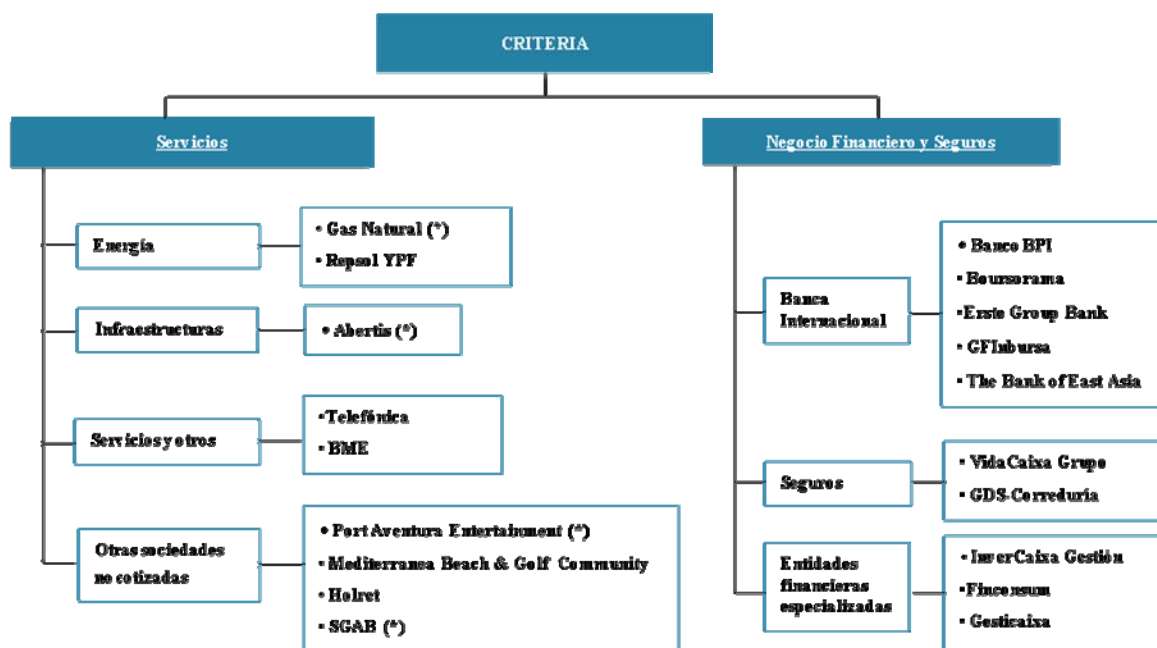 CRITERIA
Servicios
Energía
• Gas Natural (*)
• Repsol YPF
Infraestructuras
• Abertis (*)
Servicios y otros
•Telefónica
• BME
Otras sociedades
no cotizadas
• Port Aventura Entertainment (*)
• Mediterranea Beach & Golf Community
• Holret
• SGAB (*)
Negocio Financiero y Seguros
Banca
Internacional
• Banco BPI
• Boursorama
•Erste Group Bank
• GFInbursa
• The Bank of East Asia
Seguros
• VidaCaixa Grupo
• GDS-Correduría
Entidades
financieras
especializadas
• InverCaixa Gestión
•Finconsum
• Gesticaixa